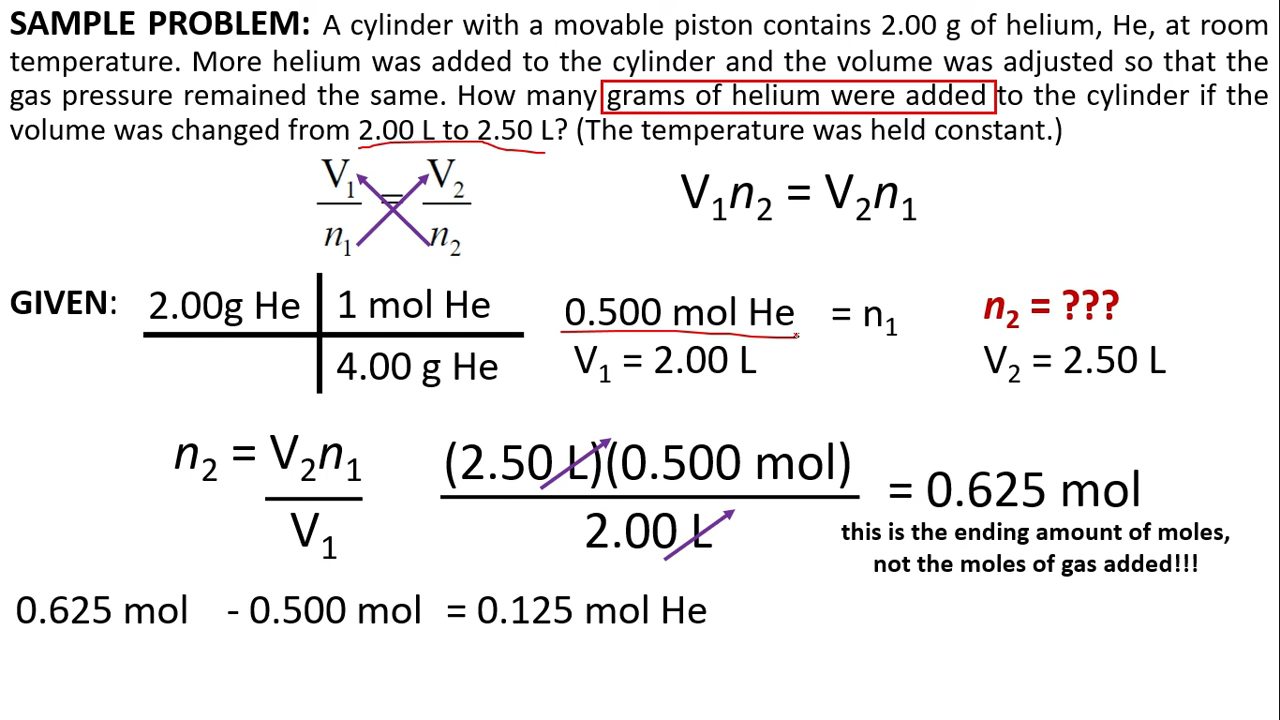 SAMPLE PROBLEM: A cylinder with a movable piston contains 2.00 g of helium, He, at room
temperature. More helium was added to the cylinder and the volume was adjusted so that the
gas pressure remained the same. How many grams of helium were added to the cylinder if the
volume was changed from 2.00 L to 2.50 L? (The temperature was held constant.)
V₁ = V₂
n₁ n₂
V₁n₂ = V₂n₁
GIVEN: 2.00g He 1 mol He
4.00 g He
0.500 mol He = n₁
V₁ = 2.00 L
n₂ = ???
V₂ = 2.50 L
n₂ = V₂n₁
V₁
(2.50 L)(0.500 mol)
2.00 L
= 0.625 mol
this is the ending amount of moles,
not the moles of gas added!!!
0.625 mol - 0.500 mol = 0.125 mol He